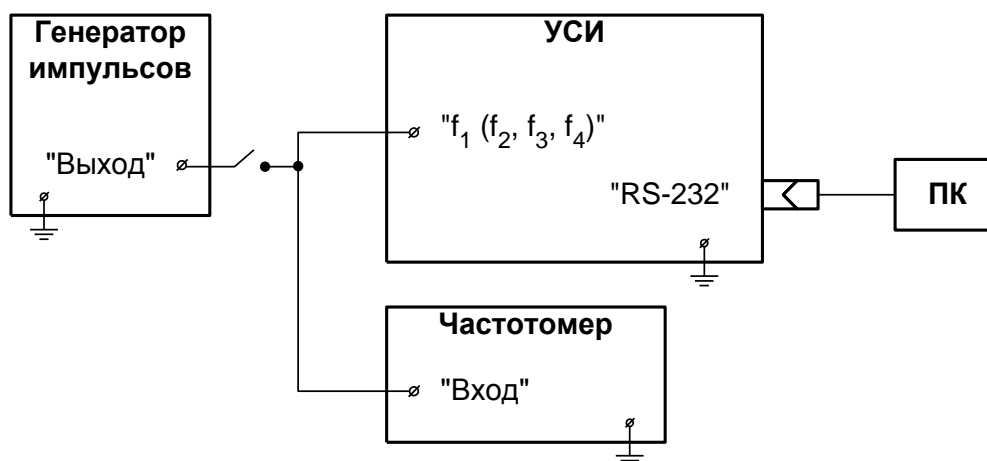 Генератор
импульсов
"Выход"
УСИ
"f₁ (f₂, f₃, f₄)"
"RS-232"
ПК
Частотомер
"Вход"